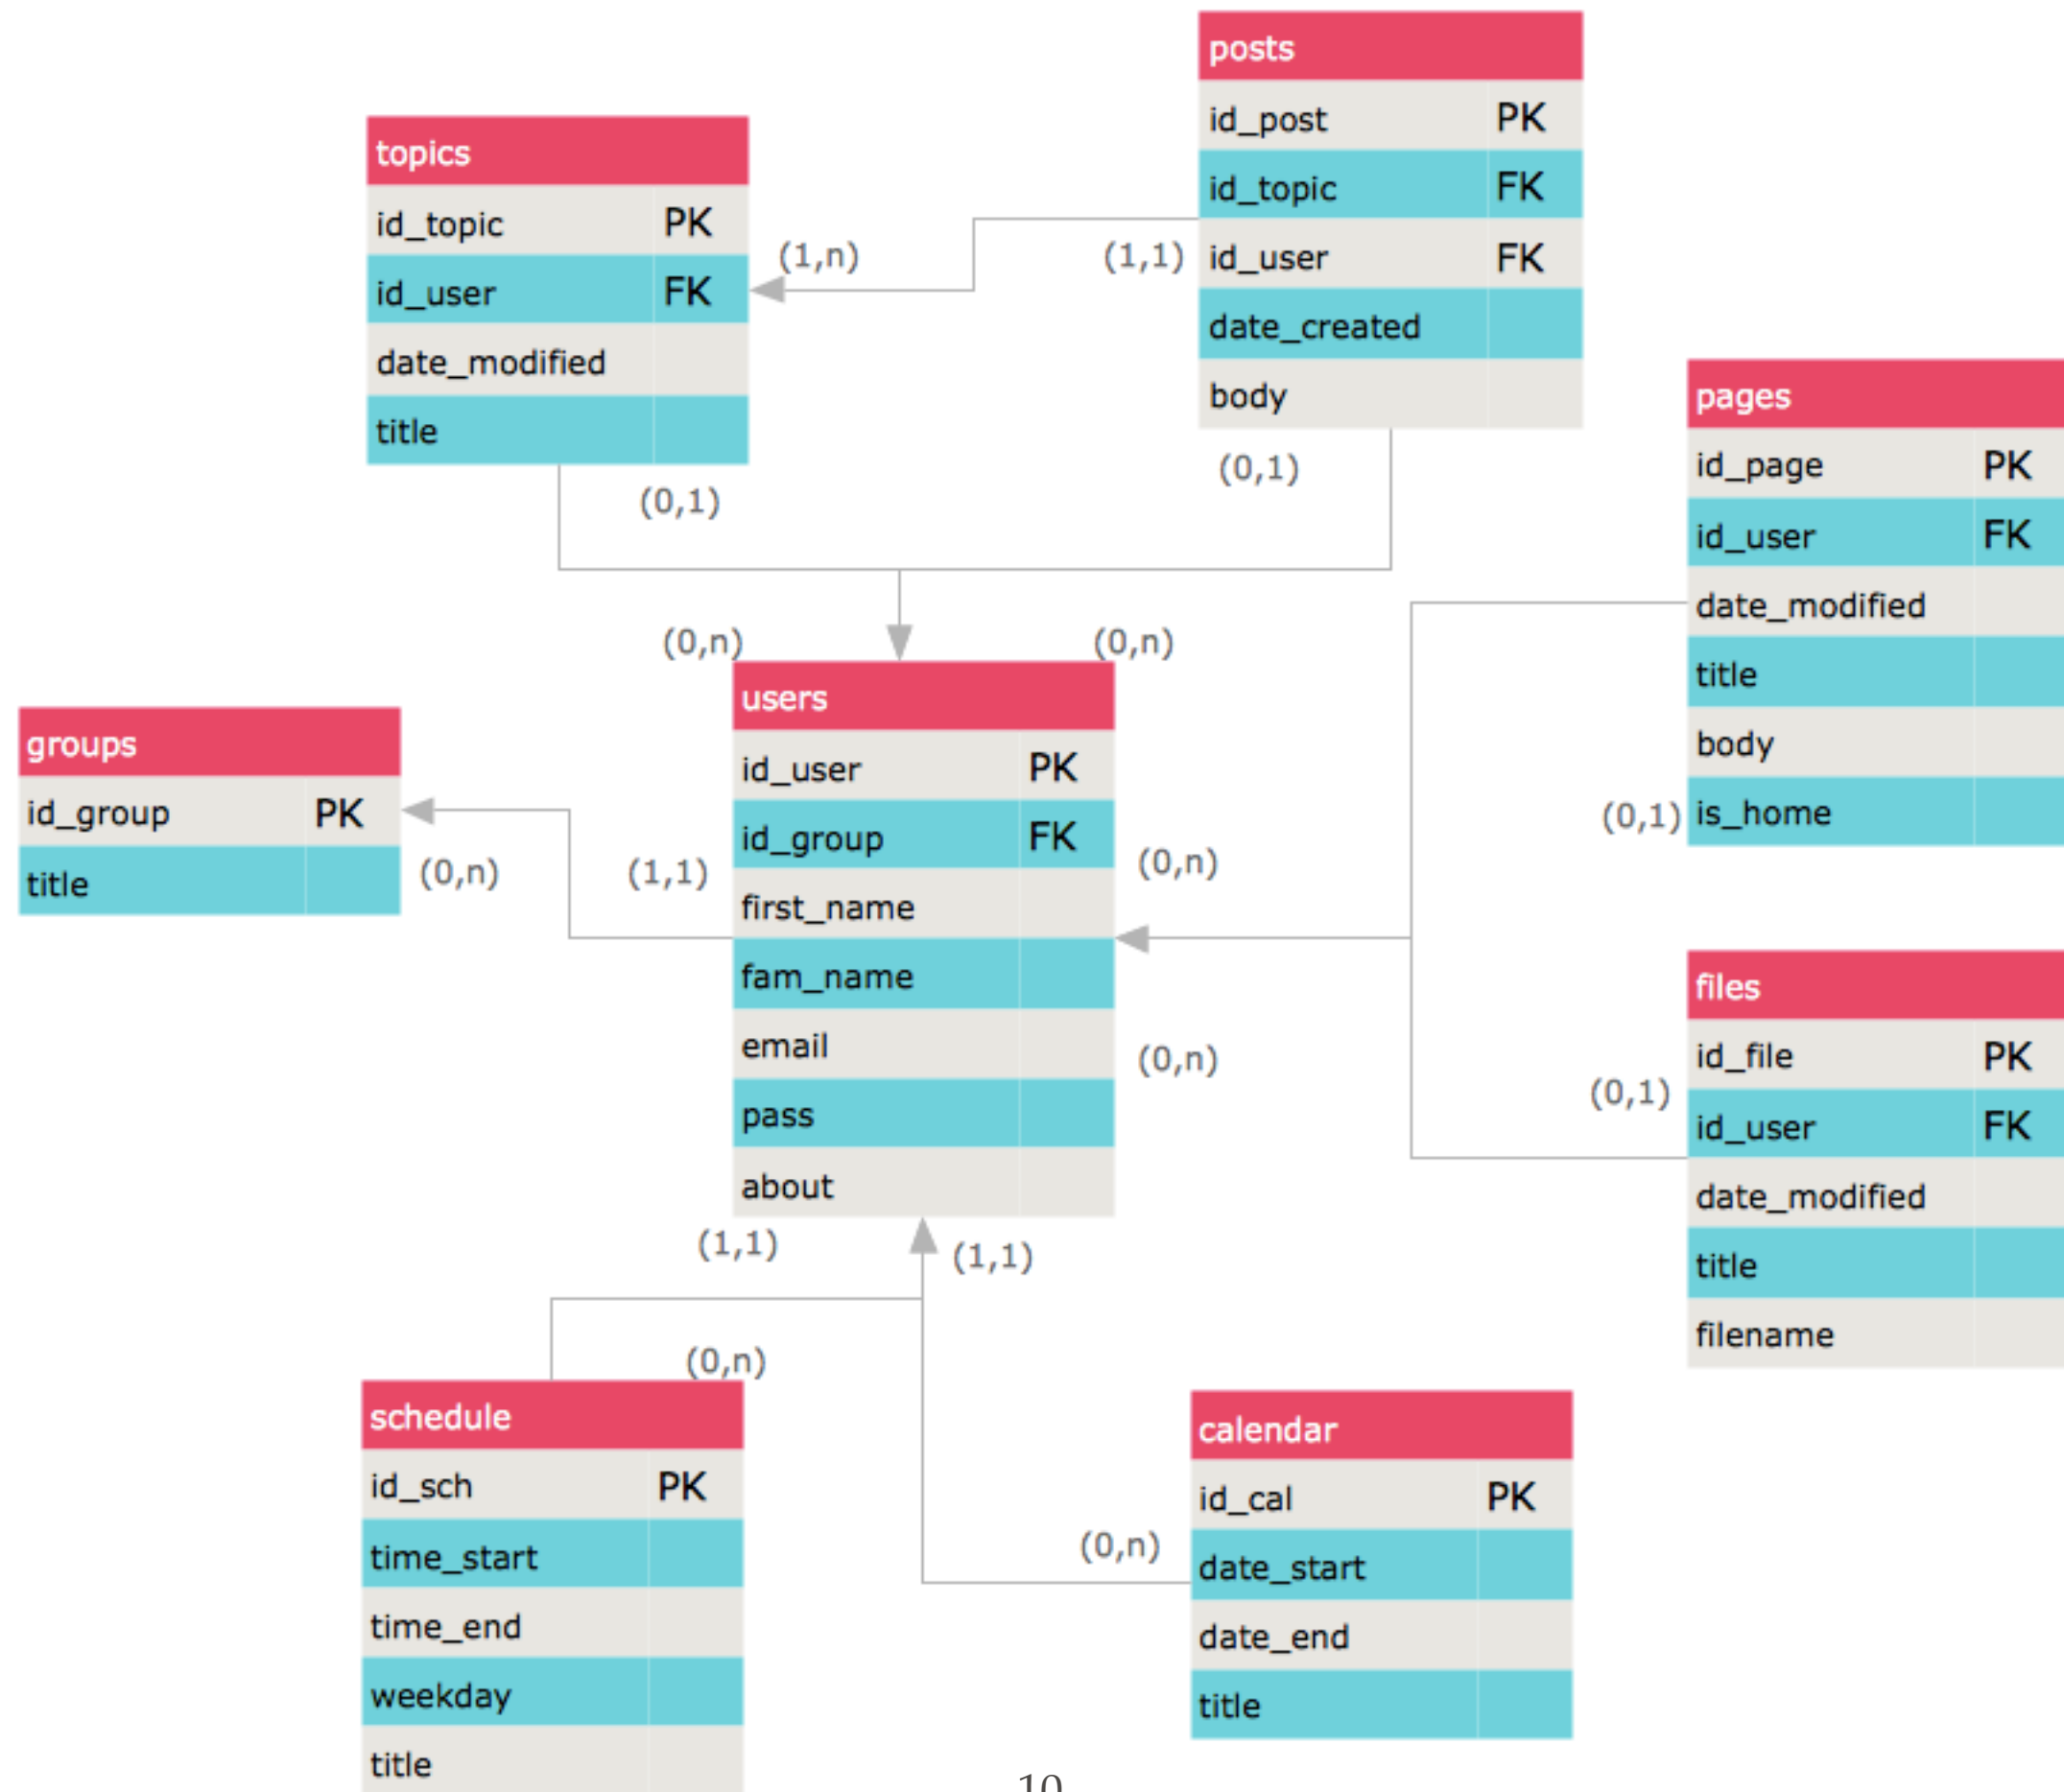 posts
id_post PK
id_topic FK
id_user FK
date_created
body
topics
id_topic PK
id_user FK
date_modified
title
(1,n)
(1,1)
(0,1)
(0,1)
pages
id_page PK
id_user FK
date_modified
title
body
is_home
(0,1)
(0,n)
(0,n)
users
id_user PK
id_group FK
first_name
fam_name
email
pass
about
groups
id_group PK
title
(0,n)
(1,1)
(0,n)
(0,n)
files
id_file PK
id_user FK
date_modified
title
filename
(0,1)
(1,1)
(1,1)
(0,n)
schedule
id_sch PK
time_start
time_end
weekday
title
(0,n)
calendar
id_cal PK
date_start
date_end
title
10